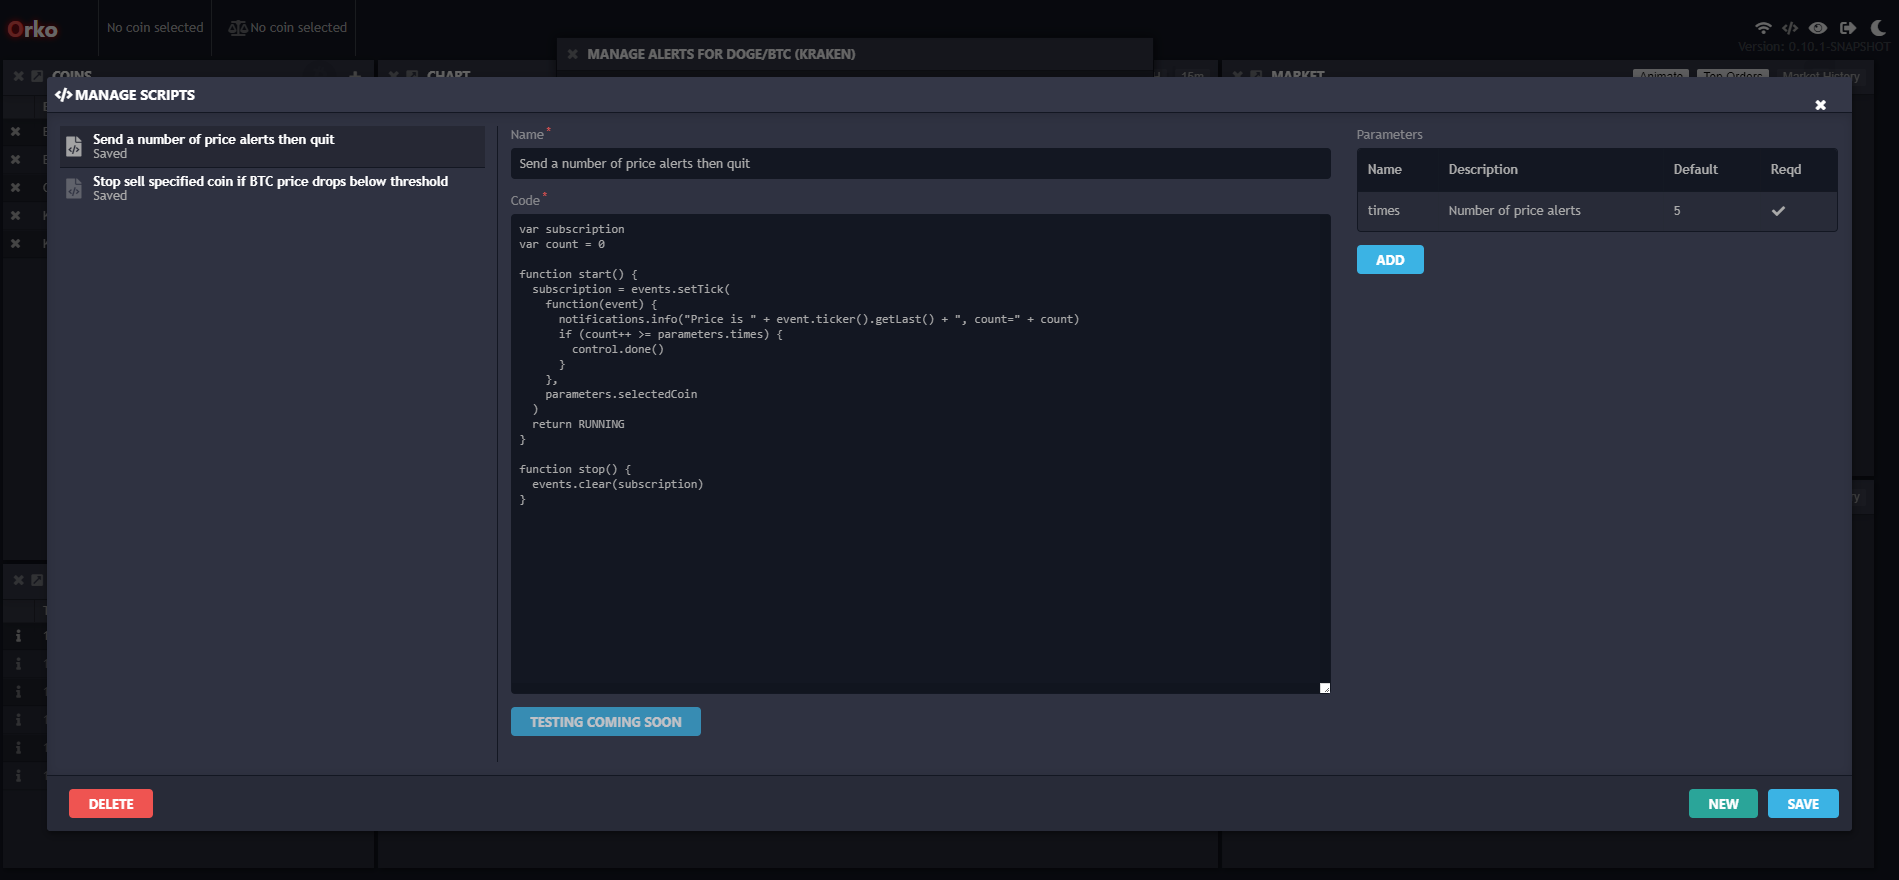 Orko
No coin selected
No coin selected
Version: 0.10.1-SNAPSHOT
MANAGE ALERTS FOR DOGE/BTC (KRAKEN)
COINS
CHART
15m
MARKET
Animate
Top Orders
Market History
MANAGE SCRIPTS
Send a number of price alerts then quit
Saved
Stop sell specified coin if BTC price drops below threshold
Saved
Name*
Send a number of price alerts then quit
Code*
var subscription
var count = 0
function start() {
subscription = events.setTick(
function(event) {
notifications.info("Price is " + event.ticker().getLast() + ", count=" + count)
if (count++ >= parameters.times) {
control.done()
}
},
parameters.selectedCoin
)
return RUNNING
}
function stop() {
events.clear(subscription)
}
TESTING COMING SOON
Parameters
Name Description Default Reqd
times Number of price alerts 5
ADD
DELETE
NEW
SAVE